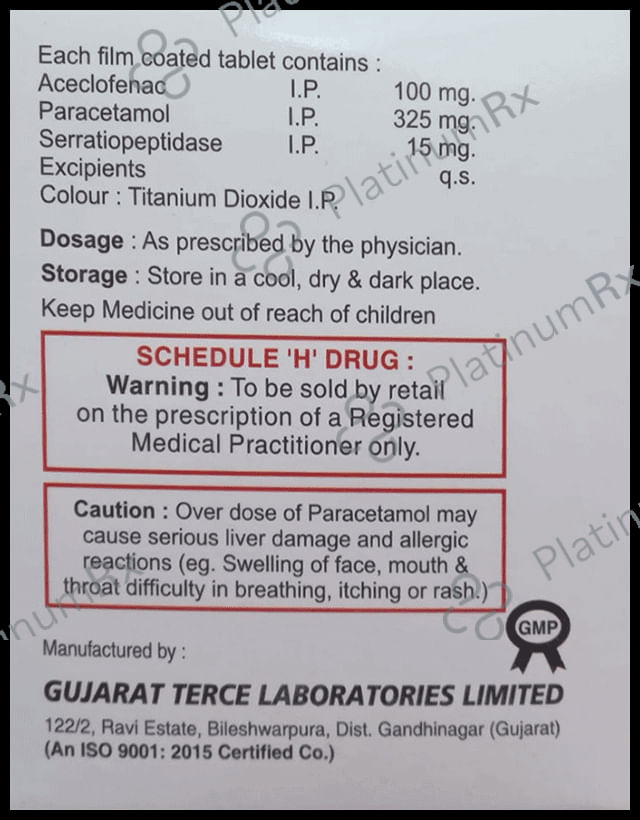 Each film coated tablet contains :
Aceclofenac I.P. 100 mg.
Paracetamol I.P. 325 mg.
Serratiopeptidase I.P. 15 mg.
Excipients q.s.
Colour : Titanium Dioxide I.P.
Dosage : As prescribed by the physician.
Storage : Store in a cool, dry & dark place.
Keep Medicine out of reach of children
SCHEDULE 'H' DRUG :
Warning : To be sold by retail
on the prescription of a Registered
Medical Practitioner only.
Caution : Over dose of Paracetamol may
cause serious liver damage and allergic
reactions (eg. Swelling of face, mouth &
throat difficulty in breathing, itching or rash.)
GMP
Manufactured by :
GUJARAT TERCE LABORATORIES LIMITED
122/2, Ravi Estate, Bileshwarpura, Dist. Gandhinagar (Gujarat)
(An ISO 9001: 2015 Certified Co.)
PlatinumRx
PlatinumRx
PlatinumRx